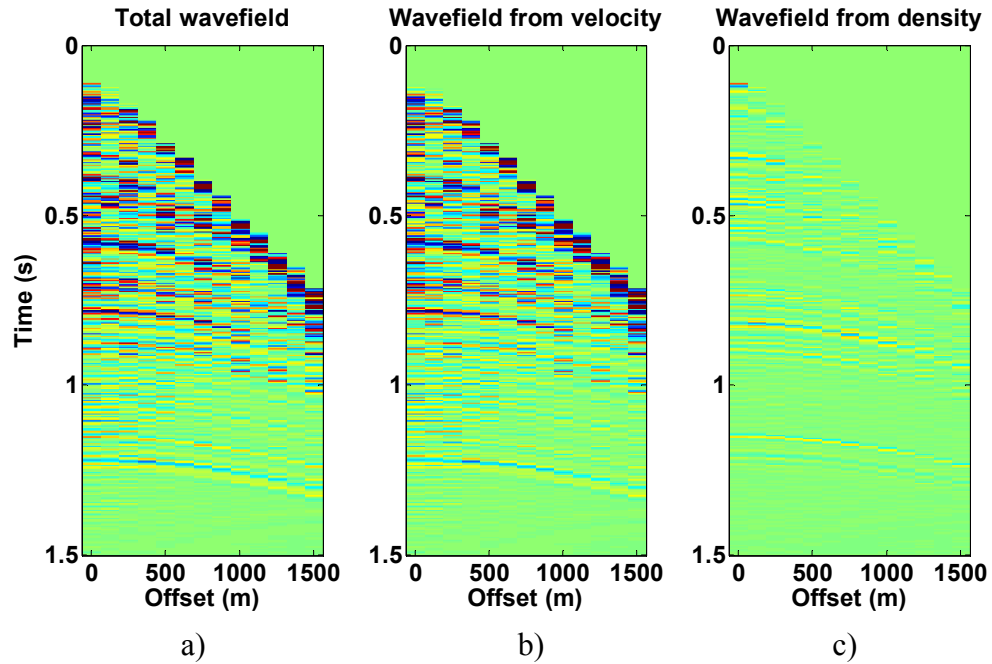 Total wavefield
Wavefield from velocity
Wavefield from density
0
0.5
1
1.5
Time (s)
0 500 1000 1500
Offset (m)
a)
0
0.5
1
1.5
0 500 1000 1500
Offset (m)
b)
0
0.5
1
1.5
0 500 1000 1500
Offset (m)
c)